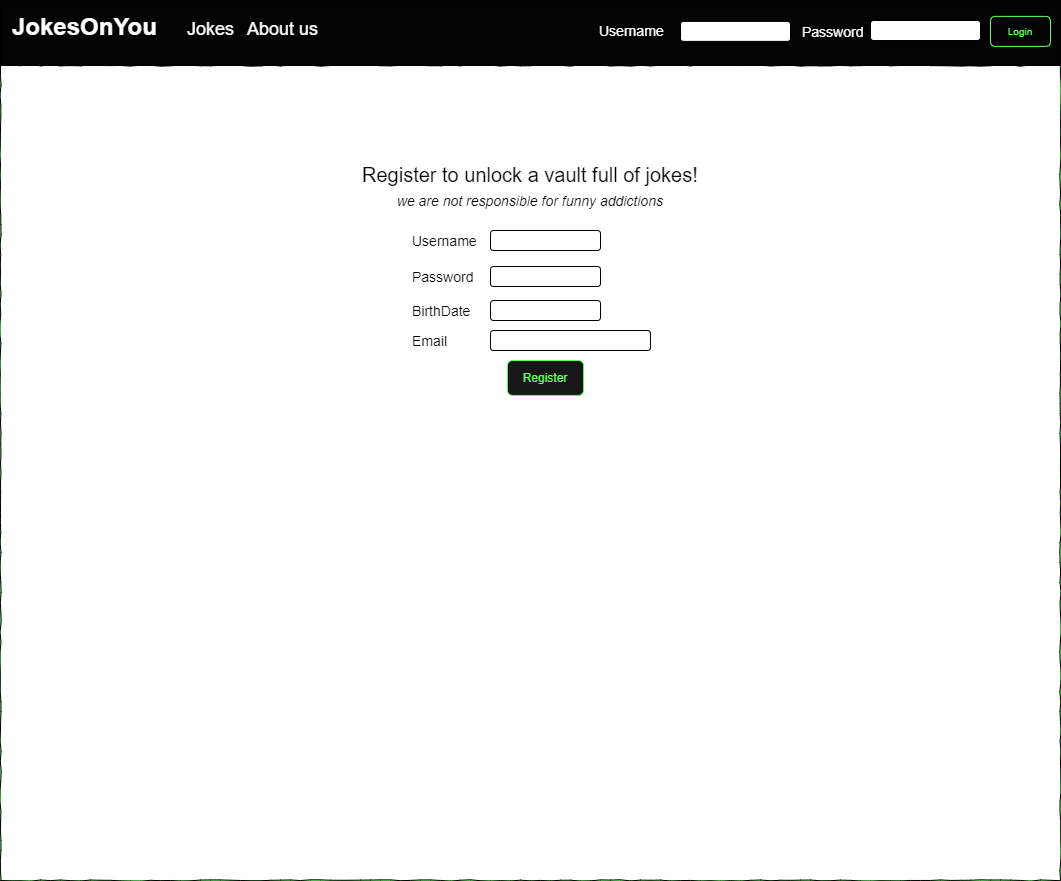 JokesOnYou Jokes About us Username Password Login
Register to unlock a vault full of jokes!
we are not responsible for funny addictions
Username
Password
BirthDate
Email
Register